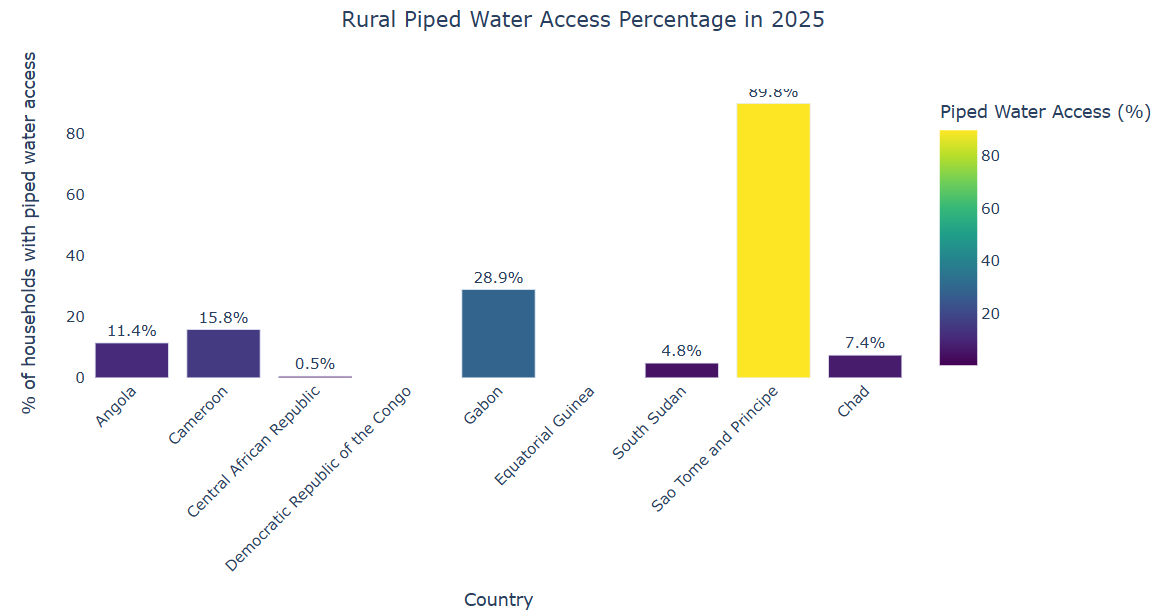 Rural Piped Water Access Percentage in 2025
% of households with piped water access
80
60
40
20
0
11.4%
15.8%
0.5%
28.9%
4.8%
89.8%
7.4%
Angola
Cameroon
Central African Republic
Democratic Republic of the Congo
Gabon
Equatorial Guinea
South Sudan
Sao Tome and Principe
Chad
Country
Piped Water Access (%)
80
60
40
20